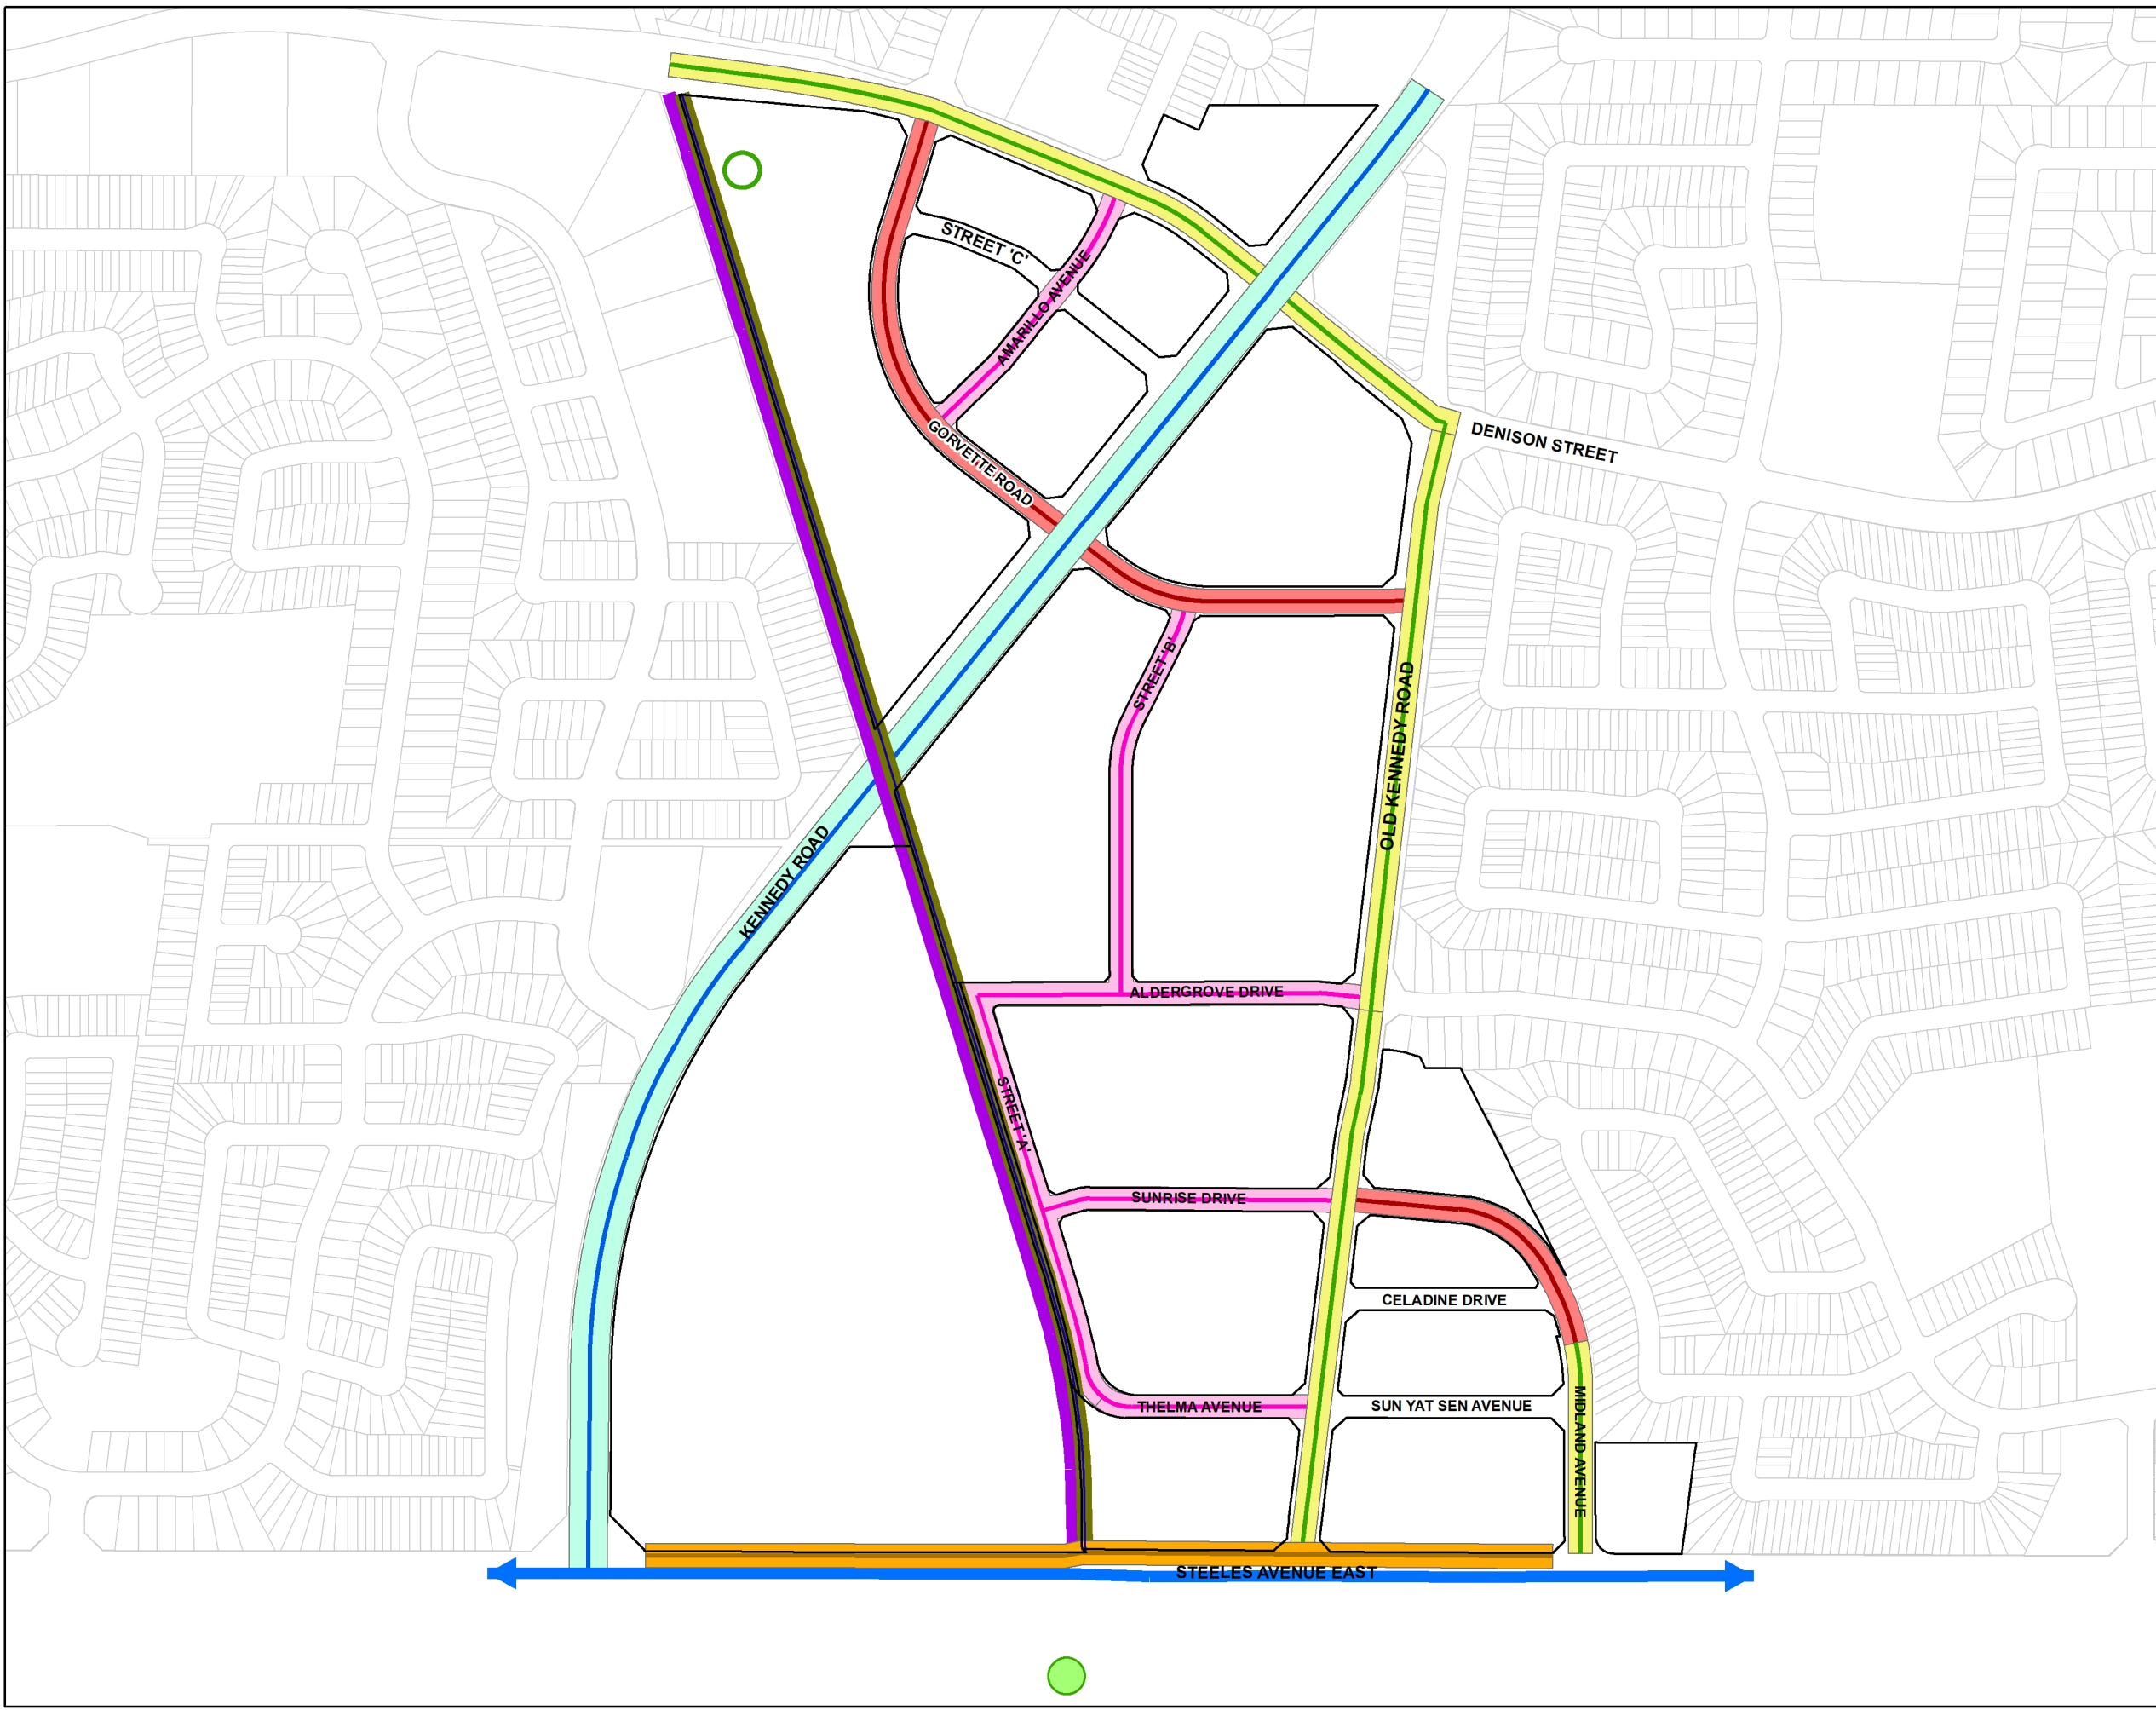 STREET 'C'
AMARILLO AVENUE
GORVETTE ROAD
DENISON STREET
STREET 'B'
OLD KENNEDY ROAD
KENNEDY ROAD
ALDERGROVE DRIVE
STREET 'A'
SUNRISE DRIVE
CELADINE DRIVE
THELMA AVENUE
SUN YAT SEN AVENUE
MIDLAND AVENUE
STEELES AVENUE EAST